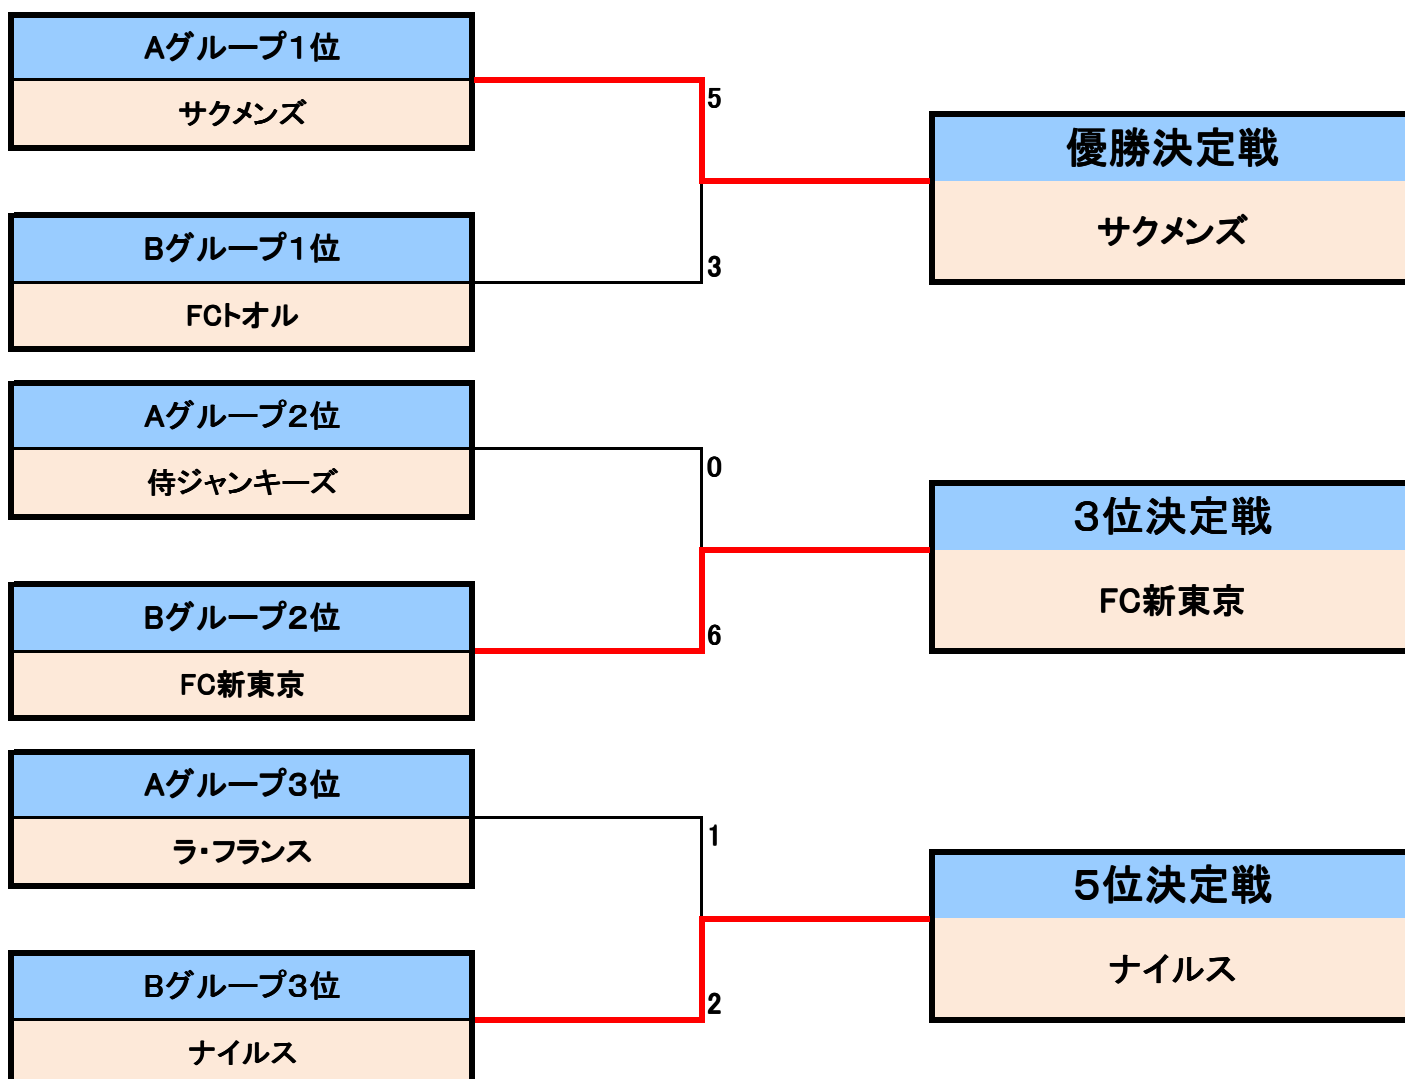 Aグループ１位
サクメンズ
5
優勝決定戦
サクメンズ
Bグループ１位
3
FCトオル
Aグループ２位
侍ジャンキーズ
0
３位決定戦
FC新東京
Bグループ２位
6
FC新東京
Aグループ３位
ラ・フランス
1
５位決定戦
ナイルス
Bグループ３位
2
ナイルス